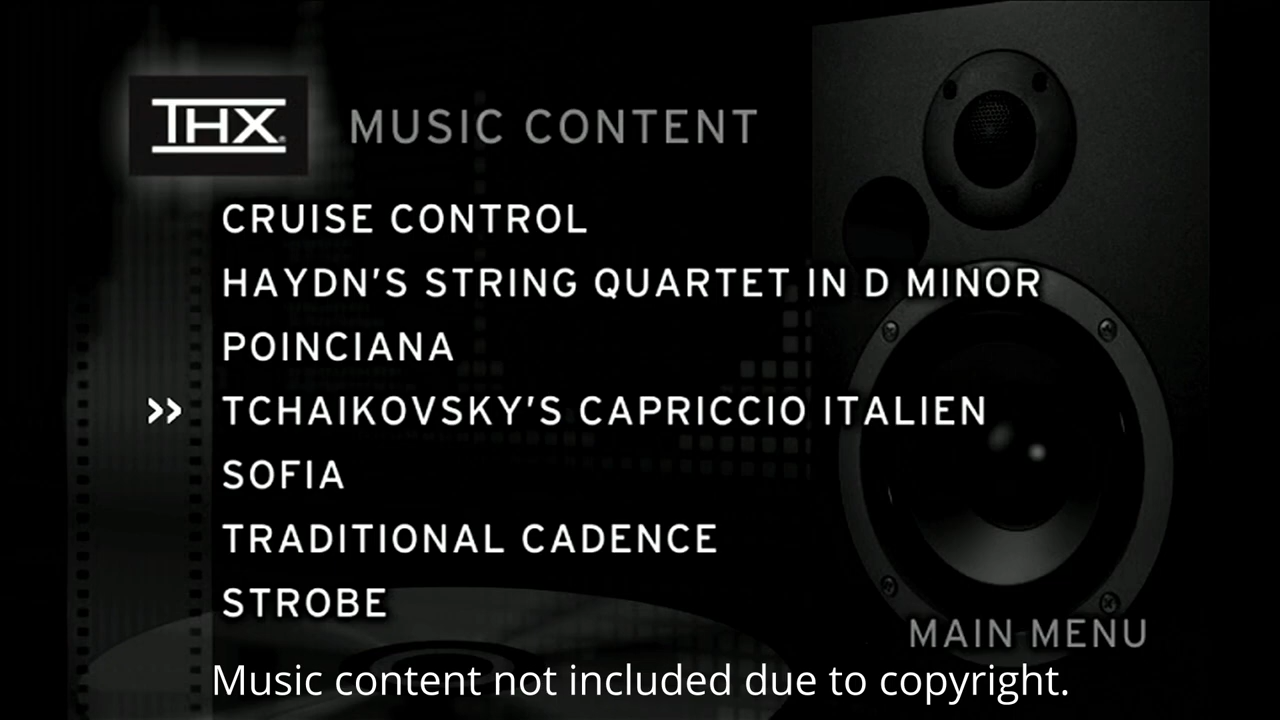 THX
MUSIC CONTENT
CRUISE CONTROL
HAYDN'S STRING QUARTET IN D MINOR
POINCIANA
>> TCHAIKOVSKY'S CAPRICCIO ITALIEN
SOFIA
TRADITIONAL CADENCE
STROBE
MAIN MENU
Music content not included due to copyright.